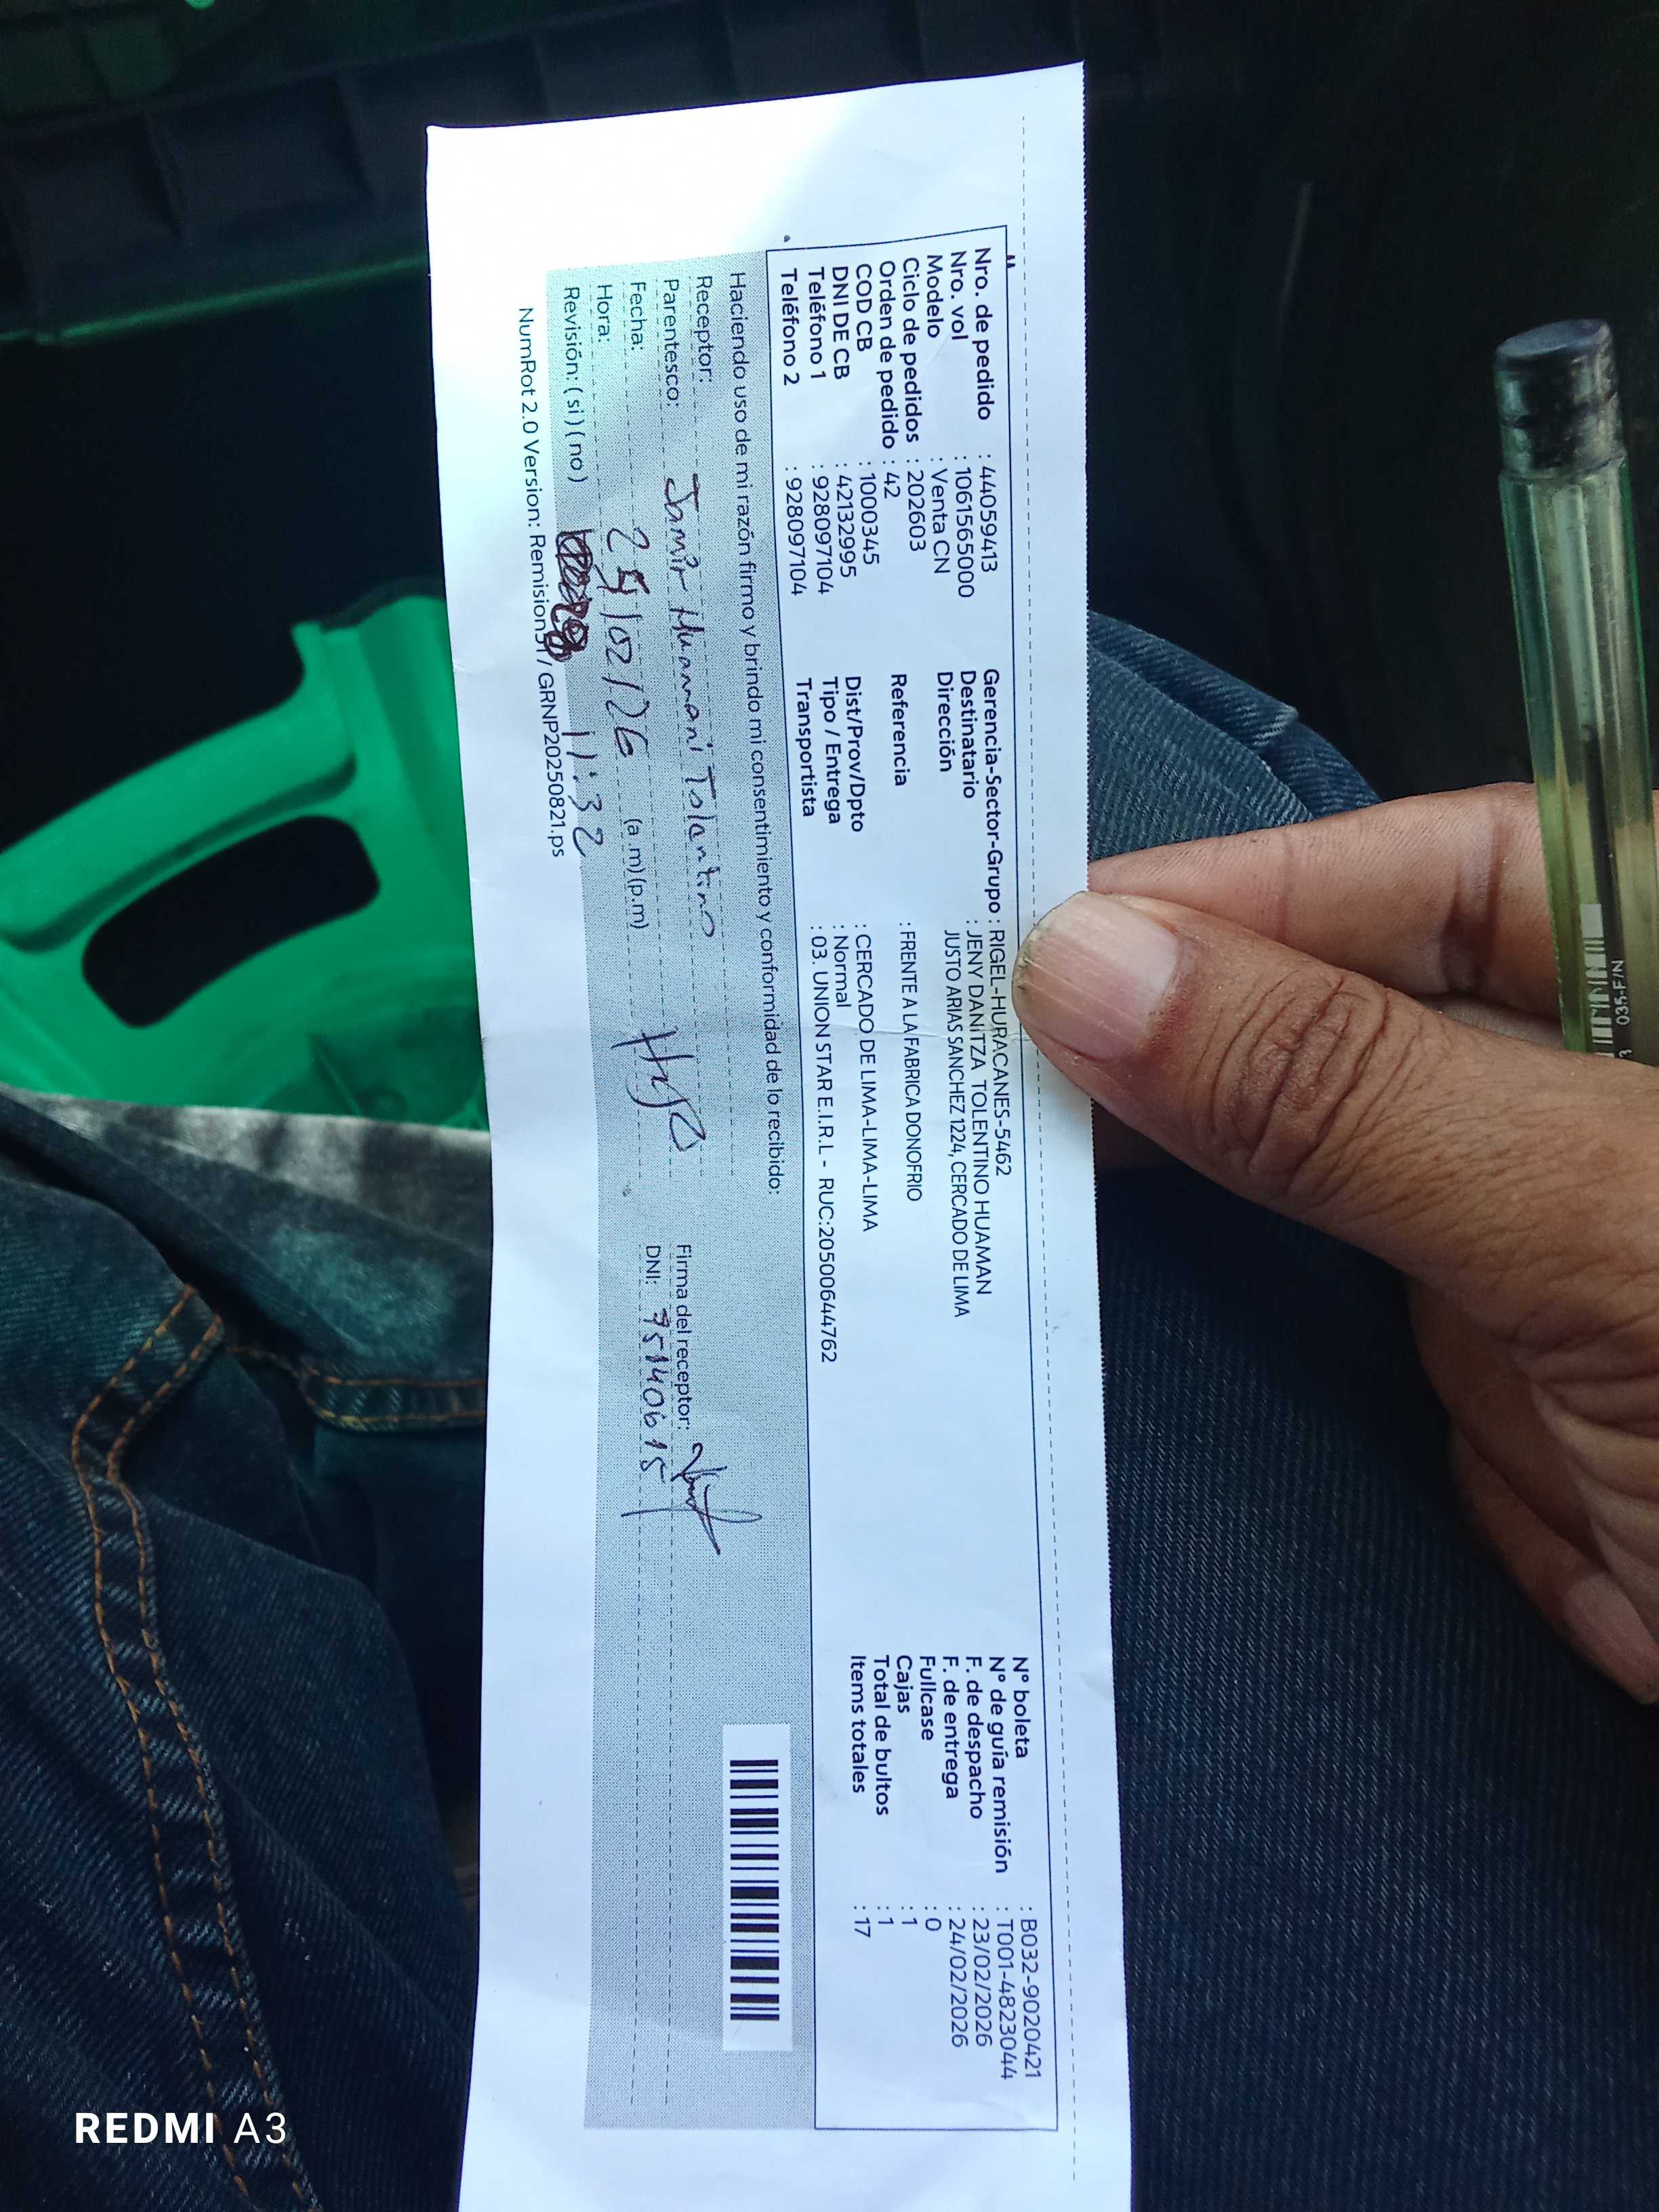 Nro. de pedido : 44059413
Nro. vol : 1061565000
Modelo : Venta CN
Ciclo de pedidos : 202603
Orden de pedido : 42
COD CB : 1000345
DNI DE CB : 42132995
Teléfono 1 : 928097104
Teléfono 2 : 928097104
Gerencia-Sector-Grupo : RIGEL-HURACANES-5462
Destinatario : JENY DANITZA TOLENTINO HUAMAN
Dirección JUSTO ARIAS SANCHEZ 1224, CERCADO DE LIMA
Referencia : FRENTE A LA FABRICA DONOFRIO
Dist/Prov/Dpto : CERCADO DE LIMA-LIMA-LIMA
Tipo / Entrega : Normal
Transportista : 03. UNION STAR E.I.R.L - RUC:20500644762
N° boleta : B032-9020421
N° de guía remisión : T001-4823044
F. de despacho : 23/02/2026
F. de entrega : 24/02/2026
Fullcase : 0
Cajas : 1
Total de bultos : 1
Items totales : 17
Haciendo uso de mi razón firmo y brindo mi consentimiento y conformidad de lo recibido:
Receptor: Jamir Huamani Tolantino
Parentesco: H
Fecha: 25/02/26
Hora: 11:32 (a.m) (p.m)
Revisión: ( si ) ( no )
Firma del receptor:
DNI: 75140615
NumRot 2.0 Version: Remision31 / GRNP20250821.ps
035-F/N
REDMI A3